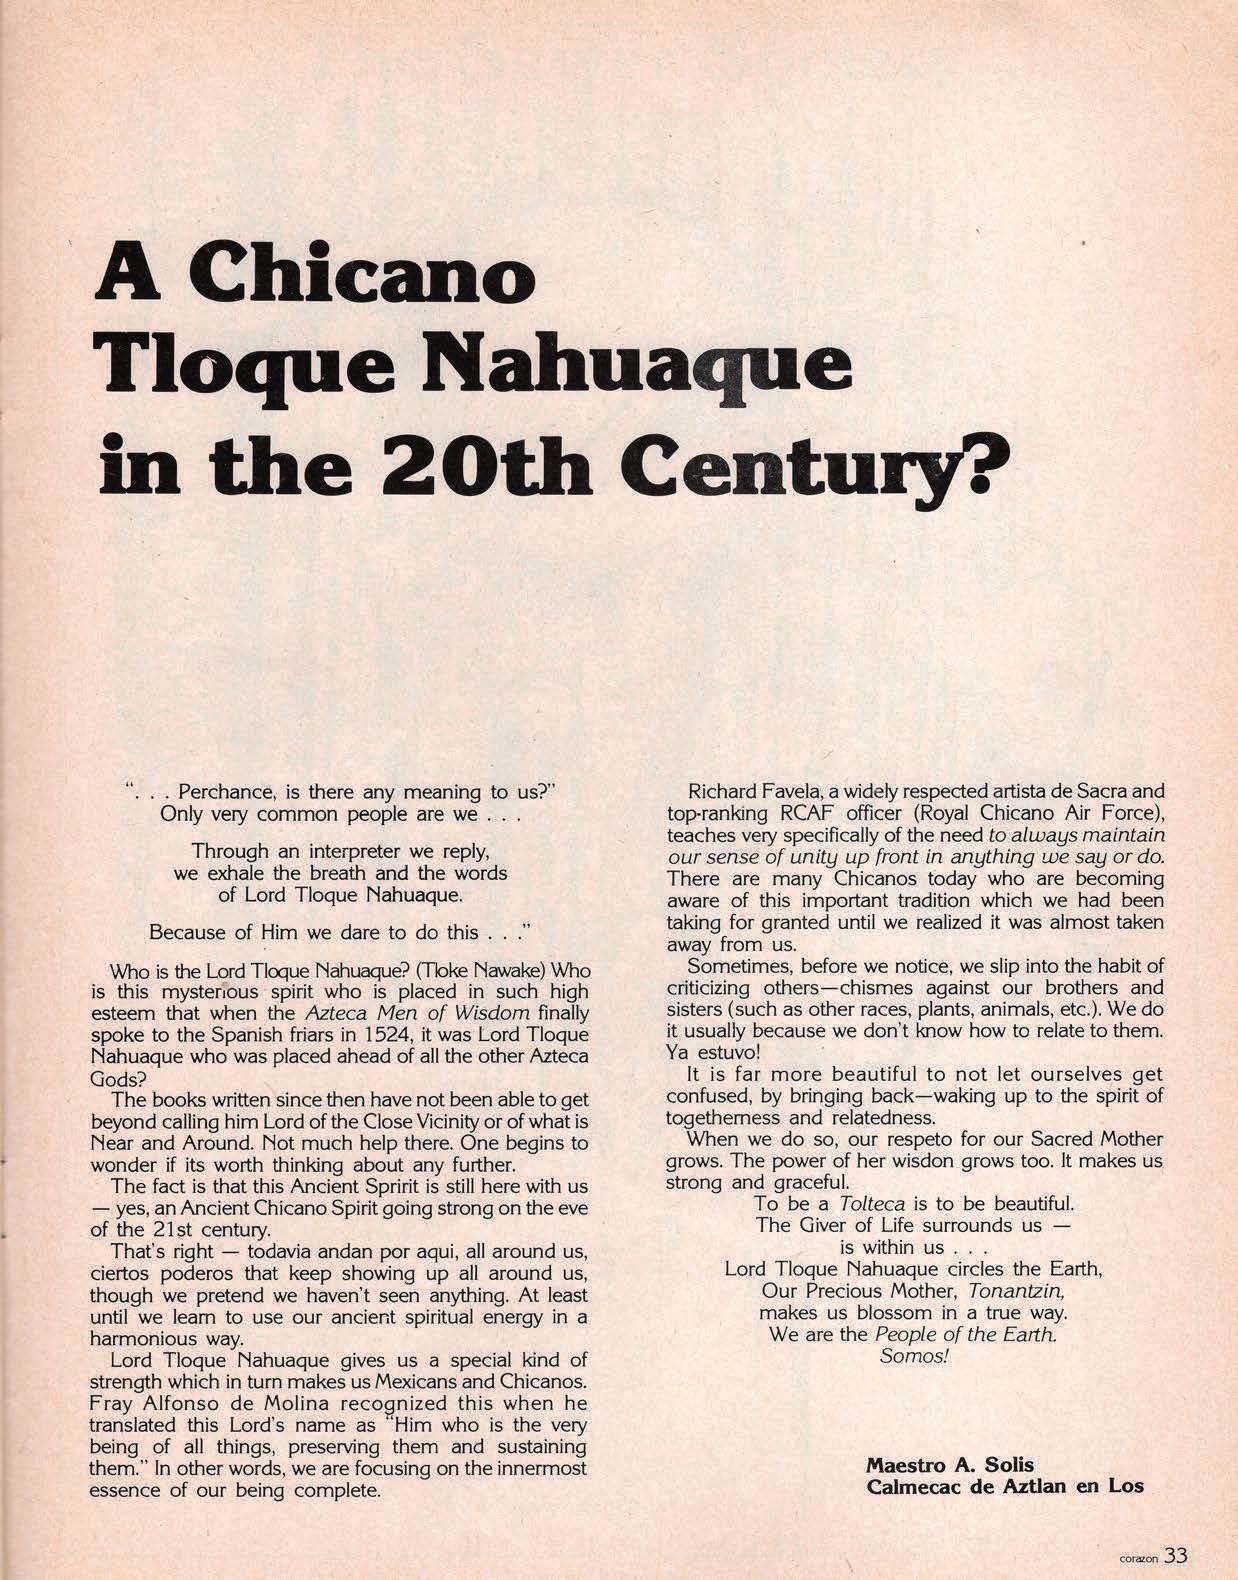 A Chicano
Tloque Nahuaque
in the 20th Century?
". . . Perchance, is there any meaning to us?"
Only very common people are we . . .
Through an interpreter we reply,
we exhale the breath and the words
of Lord Tloque Nahuaque.
Because of Him we dare to do this . . ."
Who is the Lord Tloque Nahuaque? (Tloke Nawake) Who
is this mysterious spirit who is placed in such high
esteem that when the Azteca Men of Wisdom finally
spoke to the Spanish friars in 1524, it was Lord Tloque
Nahuaque who was placed ahead of all the other Azteca
Gods?
The books written since then have not been able to get
beyond calling him Lord of the Close Vicinity or of what is
Near and Around. Not much help there. One begins to
wonder if its worth thinking about any further.
The fact is that this Ancient Spririt is still here with us
— yes, an Ancient Chicano Spirit going strong on the eve
of the 21st century.
That's right — todavia andan por aqui, all around us,
ciertos poderos that keep showing up all around us,
though we pretend we haven't seen anything. At least
until we learn to use our ancient spiritual energy in a
harmonious way.
Lord Tloque Nahuaque gives us a special kind of
strength which in turn makes us Mexicans and Chicanos.
Fray Alfonso de Molina recognized this when he
translated this Lord's name as "Him who is the very
being of all things, preserving them and sustaining
them." In other words, we are focusing on the innermost
essence of our being complete.
Richard Favela, a widely respected artista de Sacra and
top-ranking RCAF officer (Royal Chicano Air Force),
teaches very specifically of the need to always maintain
our sense of unity up front in anything we say or do.
There are many Chicanos today who are becoming
aware of this important tradition which we had been
taking for granted until we realized it was almost taken
away from us.
Sometimes, before we notice, we slip into the habit of
criticizing others—chismes against our brothers and
sisters (such as other races, plants, animals, etc.). We do
it usually because we don't know how to relate to them.
Ya estuvo!
It is far more beautiful to not let ourselves get
confused, by bringing back—waking up to the spirit of
togetherness and relatedness.
When we do so, our respeto for our Sacred Mother
grows. The power of her wisdon grows too. It makes us
strong and graceful.
To be a Tolteca is to be beautiful.
The Giver of Life surrounds us —
is within us . . .
Lord Tloque Nahuaque circles the Earth,
Our Precious Mother, Tonantzin,
makes us blossom in a true way.
We are the People of the Earth.
Somos!
Maestro A. Solis
Calmecac de Aztlan en Los
corazon 33